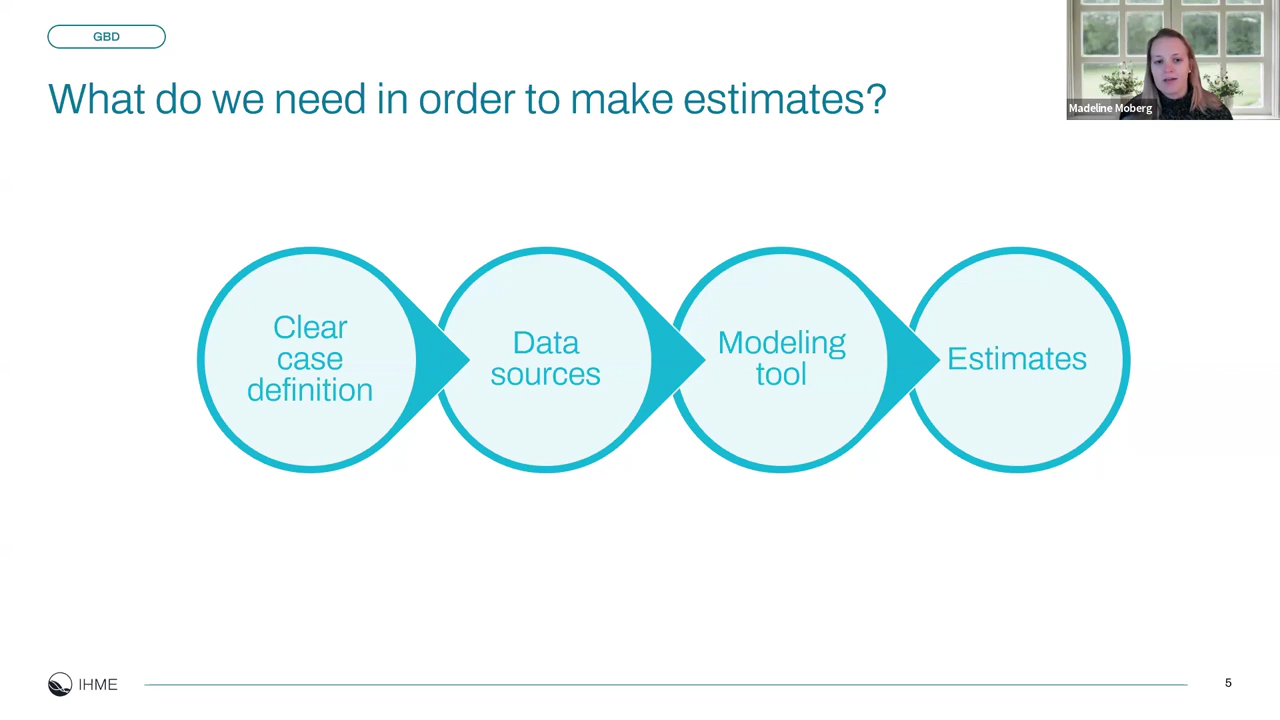 GBD
What do we need in order to make estimates?
Madeline Moberg
Clear
case
definition
Data
sources
Modeling
tool
Estimates
IHME
5